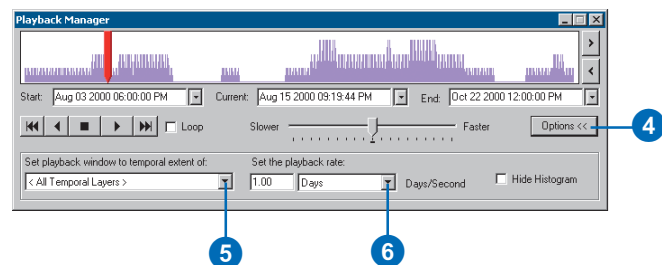 Playback Manager
Start: Aug 03 2000 06:00:00 PM Current: Aug 15 2000 09:19:44 PM End: Oct 22 2000 12:00:00 PM
Loop Slower Faster Options << 4
Set playback window to temporal extent of: Set the playback rate:
< All Temporal Layers > 1.00 Days Days/Second Hide Histogram
5 6